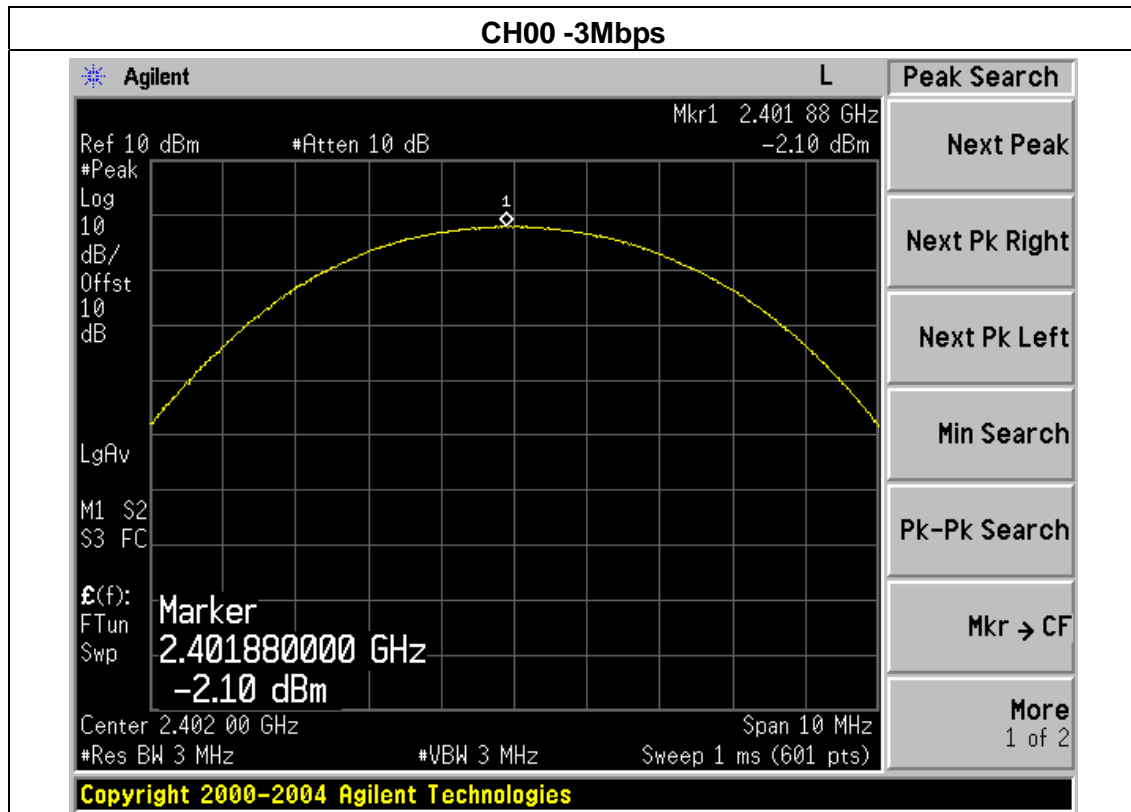 CH00 -3Mbps
Agilent L Peak Search
Mkr1 2.401 88 GHz
Ref 10 dBm #Atten 10 dB -2.10 dBm
#Peak
Log
10
dB/
Offst
10
dB
1
LgAv
M1 S2
S3 FC
£(f):
FTun
Swp
Marker
2.401880000 GHz
-2.10 dBm
Center 2.402 00 GHz Span 10 MHz
#Res BW 3 MHz #VBW 3 MHz Sweep 1 ms (601 pts)
Next Peak
Next Pk Right
Next Pk Left
Min Search
Pk-Pk Search
Mkr → CF
More
1 of 2
Copyright 2000-2004 Agilent Technologies